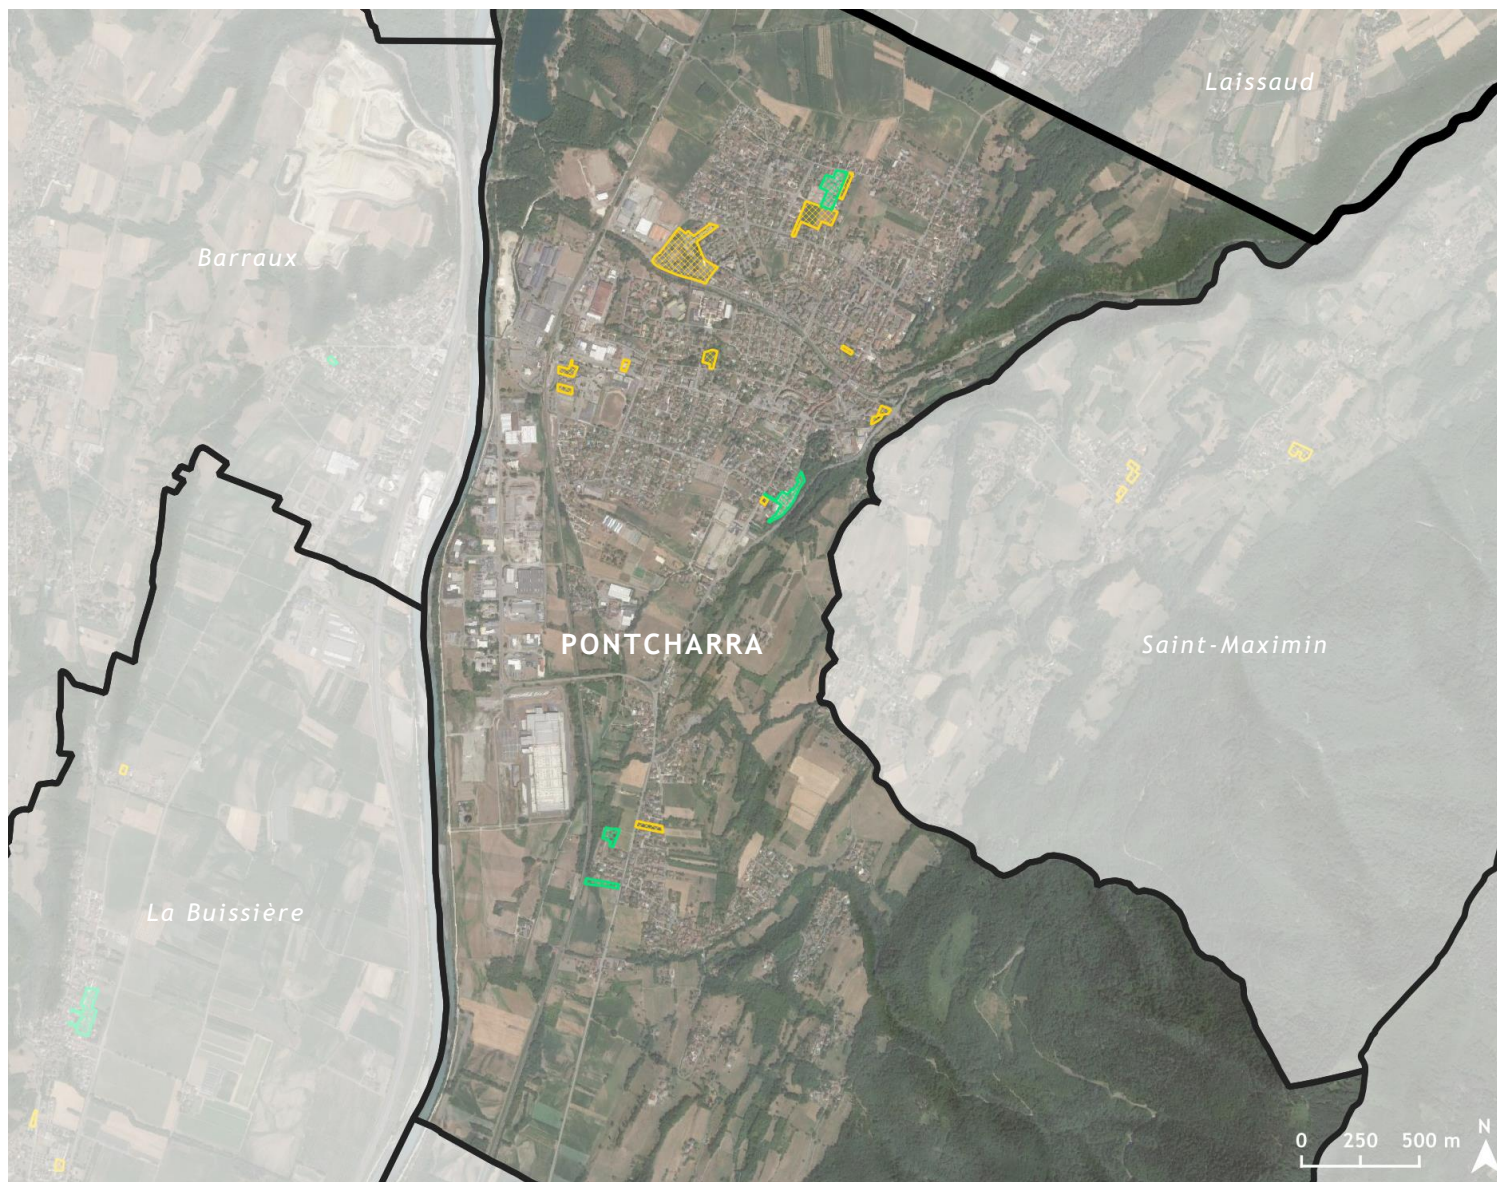 Laissaud
Barraux
PONTCHARRA
Saint-Maximin
La Buissière
N
0 250 500 m